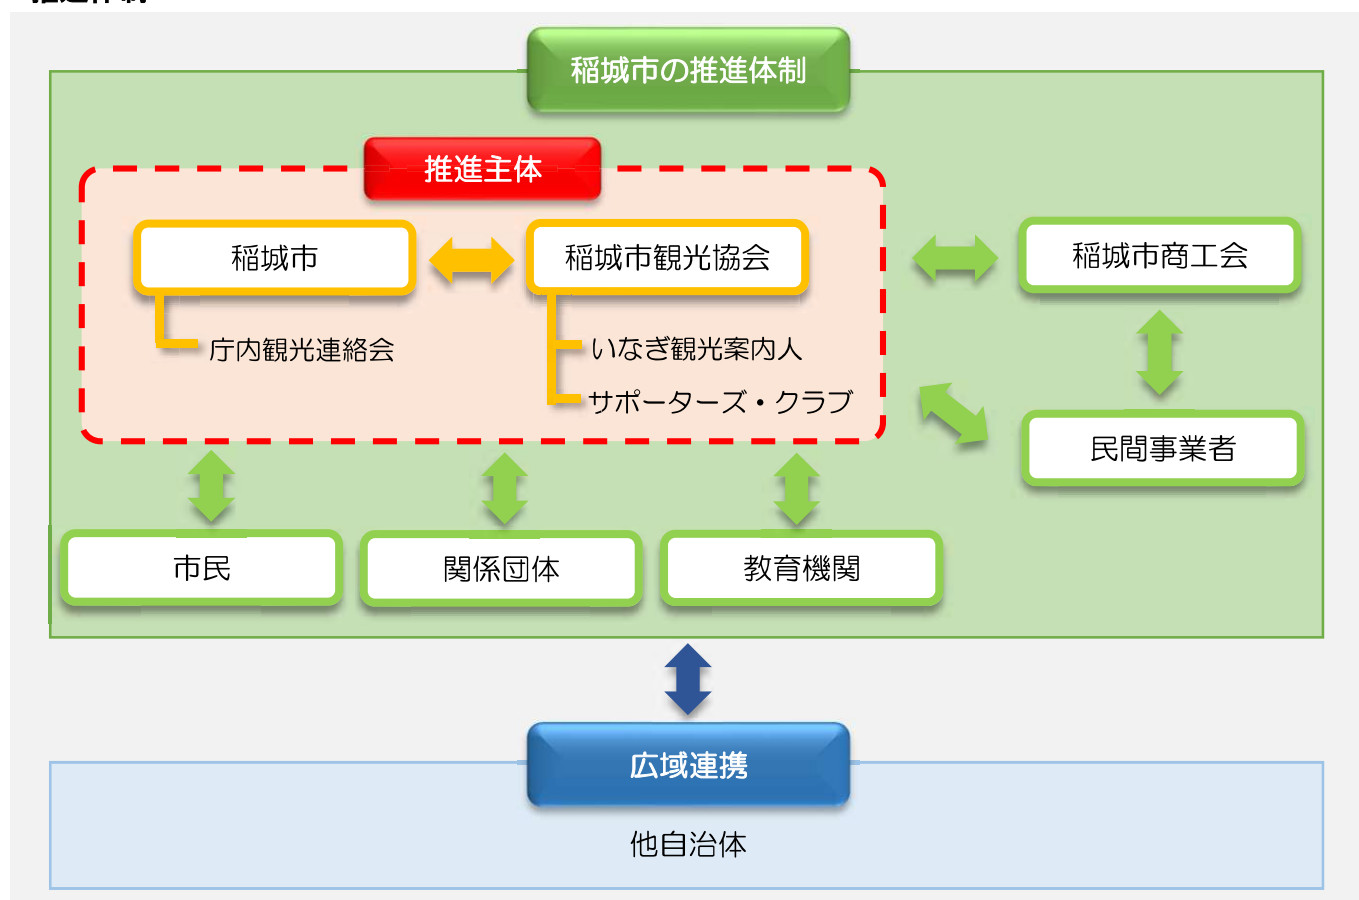 稲城市の推進体制
推進主体
稲城市
稲城市観光協会
稲城市商工会
庁内観光連絡会
いなぎ観光案内人
サポーターズ・クラブ
民間事業者
市民
関係団体
教育機関
広域連携
他自治体